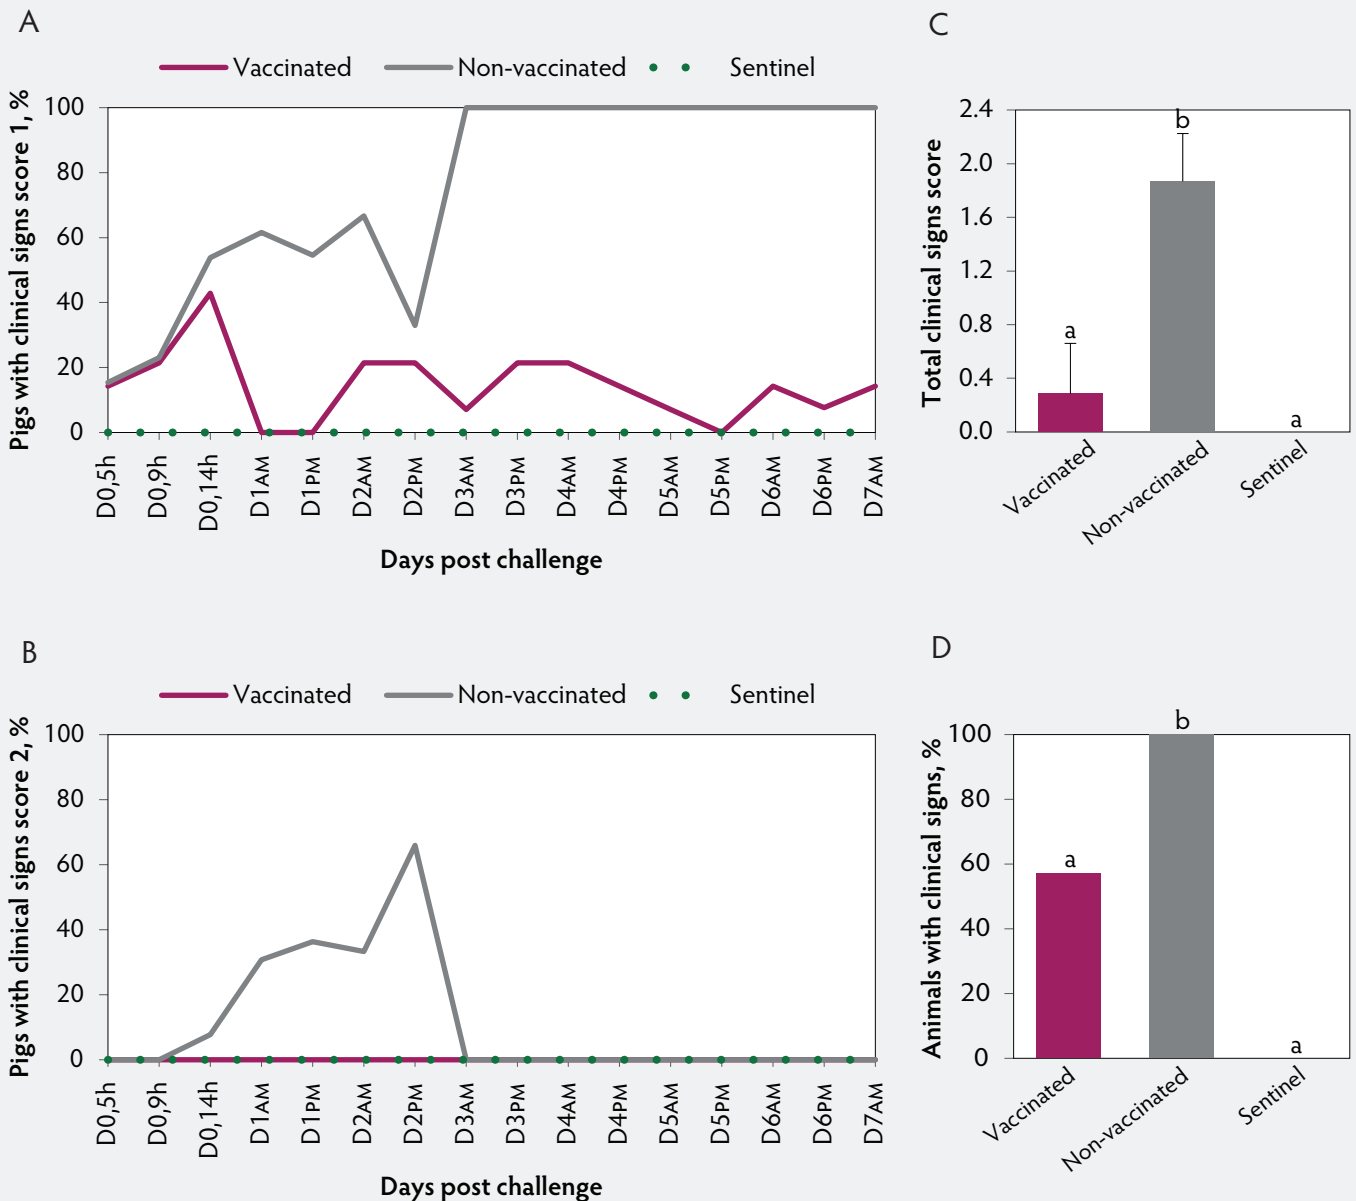 A
Vaccinated Non-vaccinated Sentinel
Pigs with clinical signs score 1, %
100
80
60
40
20
0
D0,5h D0,9h D0,14h D1AM D1PM D2AM D2PM D3AM D3PM D4AM D4PM D5AM D5PM D6AM D6PM D7AM
Days post challenge
C
Total clinical signs score
2.4
2.0
1.6
1.2
0.8
0.4
0.0
a b a
Vaccinated Non-vaccinated Sentinel
B
Vaccinated Non-vaccinated Sentinel
Pigs with clinical signs score 2, %
100
80
60
40
20
0
D0,5h D0,9h D0,14h D1AM D1PM D2AM D2PM D3AM D3PM D4AM D4PM D5AM D5PM D6AM D6PM D7AM
Days post challenge
D
Animals with clinical signs, %
100
80
60
40
20
0
a b a
Vaccinated Non-vaccinated Sentinel